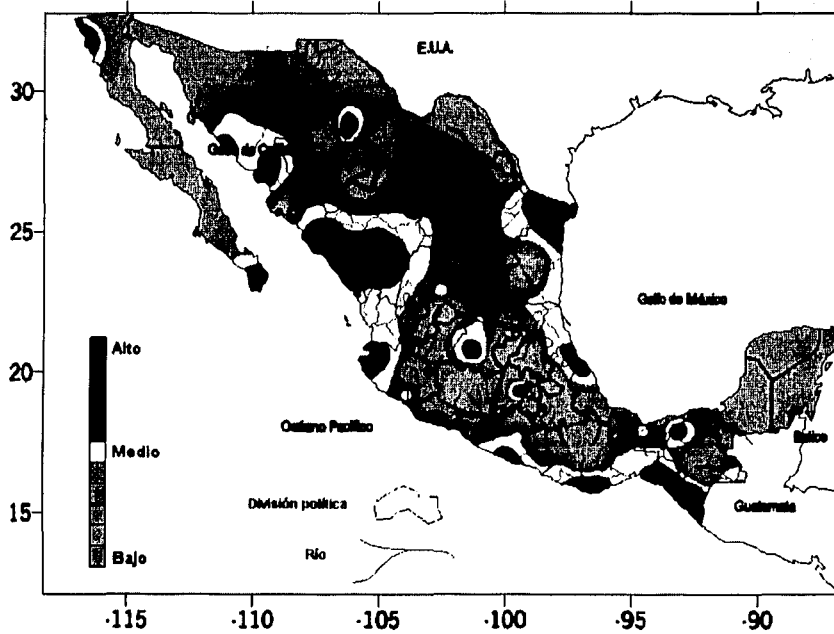 E.U.A.
30
25
Golfo de México
Alto
20
Océano Pacífico
Medio
Belice
División política
Guatemala
15
Río
Bajo
-115
-110
-105
-100
-95
-90